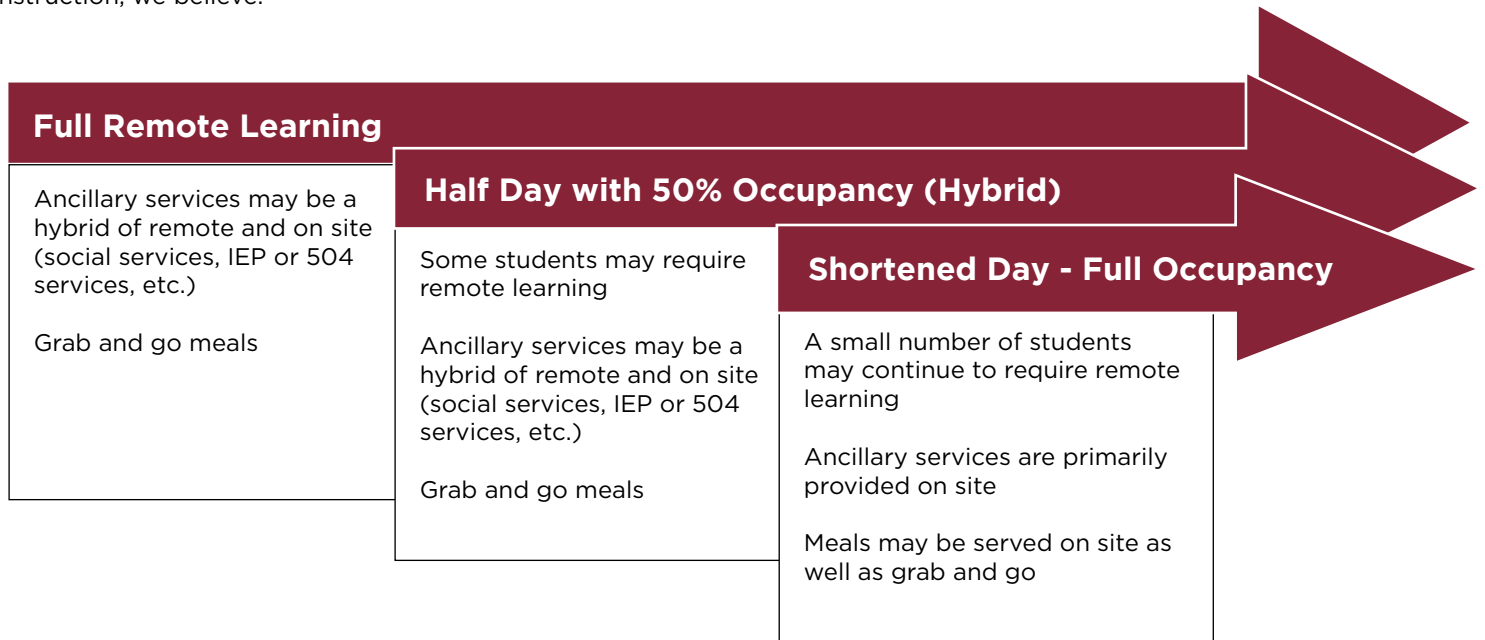 instruction, we believe:
Full Remote Learning
Ancillary services may be a
hybrid of remote and on site
(social services, IEP or 504
services, etc.)
Grab and go meals
Half Day with 50% Occupancy (Hybrid)
Some students may require
remote learning
Ancillary services may be a
hybrid of remote and on site
(social services, IEP or 504
services, etc.)
Grab and go meals
Shortened Day - Full Occupancy
A small number of students
may continue to require remote
learning
Ancillary services are primarily
provided on site
Meals may be served on site as
well as grab and go